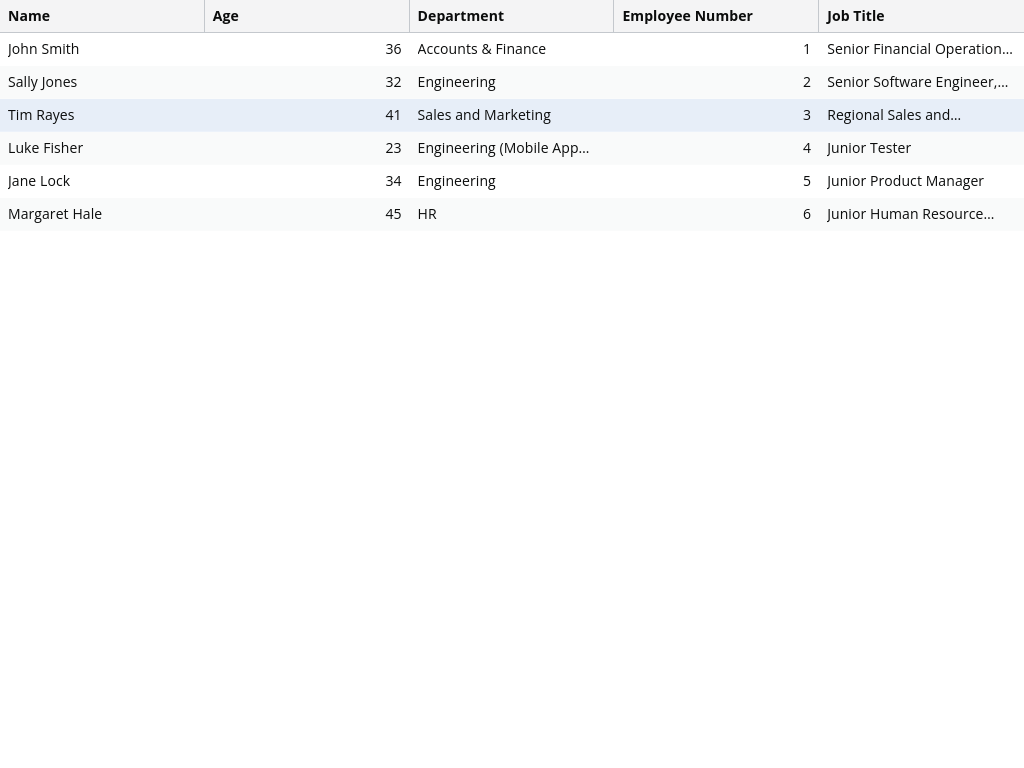 Name Age Department Employee Number Job Title
John Smith 36 Accounts & Finance 1 Senior Financial Operation...
Sally Jones 32 Engineering 2 Senior Software Engineer,...
Tim Rayes 41 Sales and Marketing 3 Regional Sales and...
Luke Fisher 23 Engineering (Mobile App... 4 Junior Tester
Jane Lock 34 Engineering 5 Junior Product Manager
Margaret Hale 45 HR 6 Junior Human Resource...